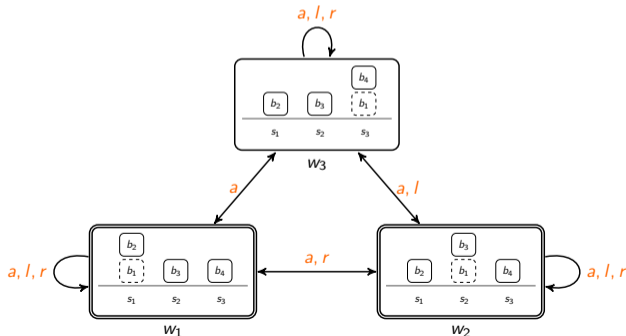 a, l, r
b₄
b₂ b₃ b₁
s₁ s₂ s₃
w₃
a
a, l
b₂
b₃
a, l, r
b₁ b₃ b₄
a, r
b₂ b₁ b₄
a, l, r
s₁ s₂ s₃
s₁ s₂ s₃
w₁
w₂